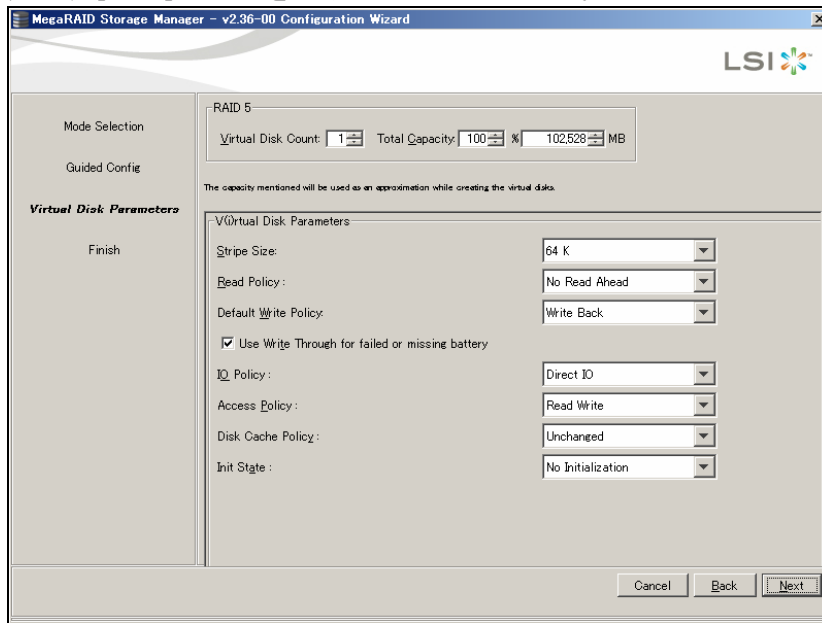 MegaRAID Storage Manager - v2.36-00 Configuration Wizard
LSI
Mode Selection
Guided Config
Virtual Disk Parameters
Finish
RAID 5
Virtual Disk Count: 1 Total Capacity: 100 % 102,528 MB
The capacity mentioned will be used as an approximation while creating the virtual disks.
V(i)rtual Disk Parameters
Stripe Size: 64 K
Read Policy : No Read Ahead
Default Write Policy: Write Back
Use Write Through for failed or missing battery
IO Policy : Direct IO
Access Policy : Read Write
Disk Cache Policy : Unchanged
Init State : No Initialization
Cancel Back Next